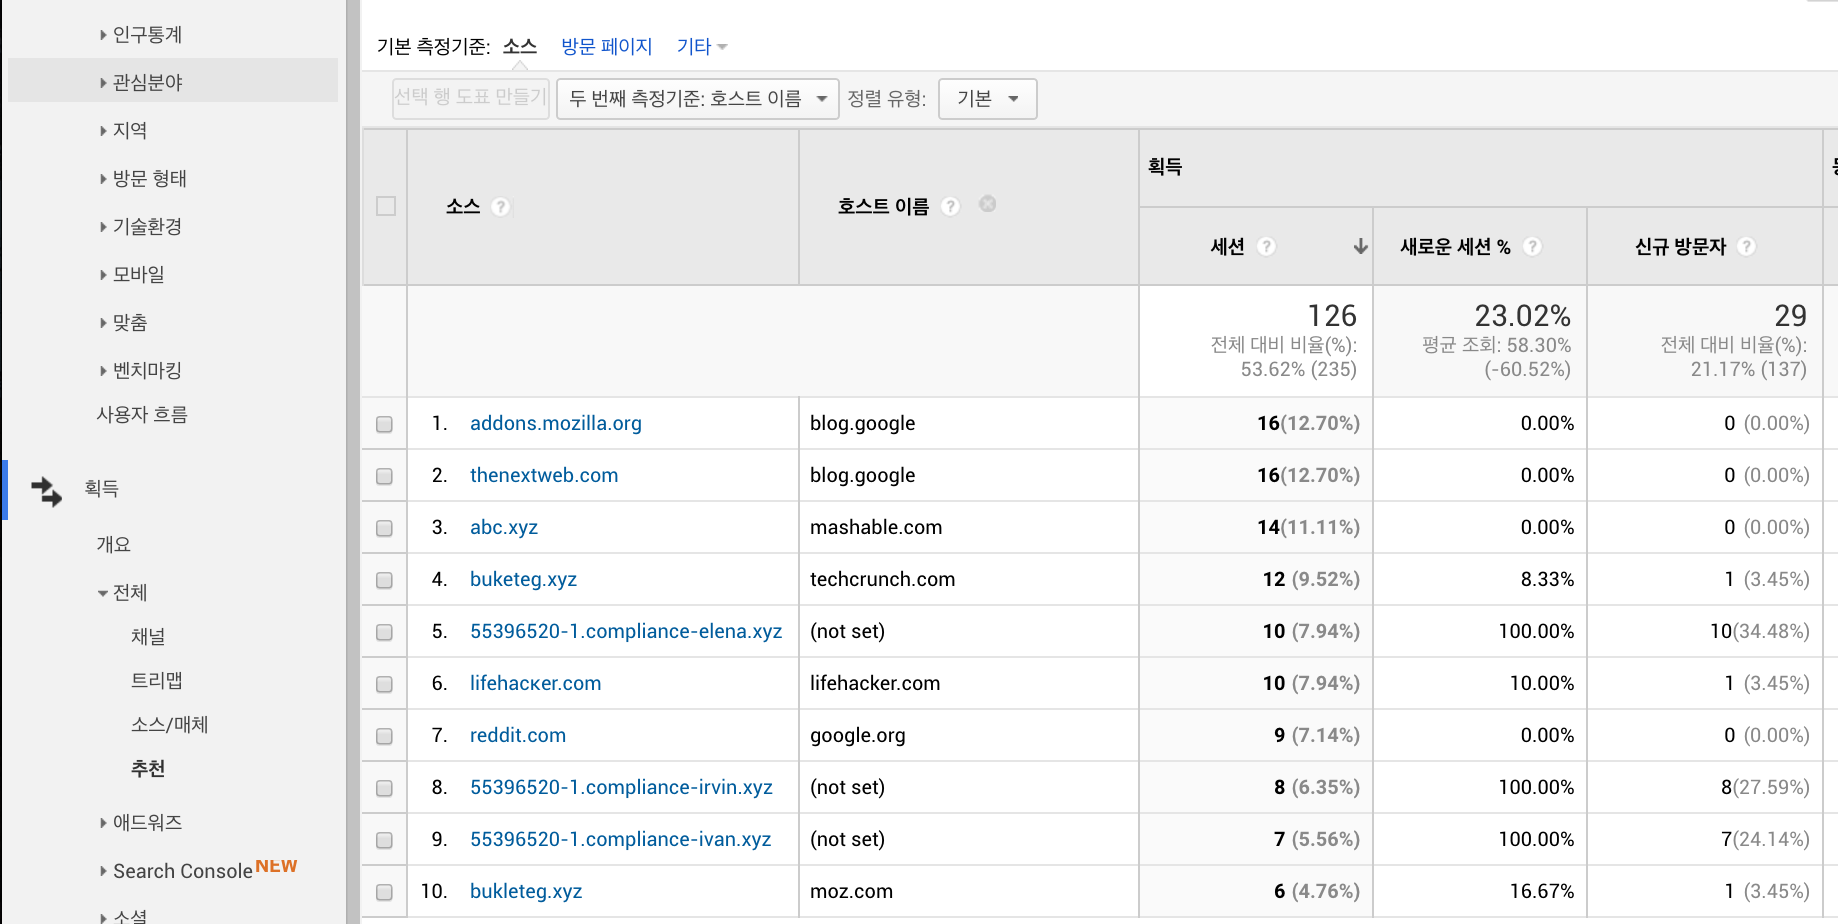 인구통계
관심분야
지역
방문 형태
기술환경
모바일
맞춤
벤치마킹
사용자 흐름
획득
개요
전체
채널
트리맵
소스/매체
추천
애드워즈
Search Console NEW
소셜
기본 측정기준: 소스 방문 페이지 기타
선택 행 도표 만들기 두 번째 측정기준: 호스트 이름 정렬 유형: 기본
획득
소스 ? 호스트 이름 ?
세션 ? 새로운 세션 % ? 신규 방문자 ?
126 23.02% 29
전체 대비 비율(%): 평균 조회: 58.30% 전체 대비 비율(%):
53.62% (235) (-60.52%) 21.17% (137)
1. addons.mozilla.org blog.google 16(12.70%) 0.00% 0 (0.00%)
2. thenextweb.com blog.google 16(12.70%) 0.00% 0 (0.00%)
3. abc.xyz mashable.com 14(11.11%) 0.00% 0 (0.00%)
4. buketeg.xyz techcrunch.com 12 (9.52%) 8.33% 1 (3.45%)
5. 55396520-1.compliance-elena.xyz (not set) 10 (7.94%) 100.00% 10(34.48%)
6. lifehacĸer.com lifehacker.com 10 (7.94%) 10.00% 1 (3.45%)
7. reddit.com google.org 9 (7.14%) 0.00% 0 (0.00%)
8. 55396520-1.compliance-irvin.xyz (not set) 8 (6.35%) 100.00% 8(27.59%)
9. 55396520-1.compliance-ivan.xyz (not set) 7 (5.56%) 100.00% 7(24.14%)
10. bukleteg.xyz moz.com 6 (4.76%) 16.67% 1 (3.45%)